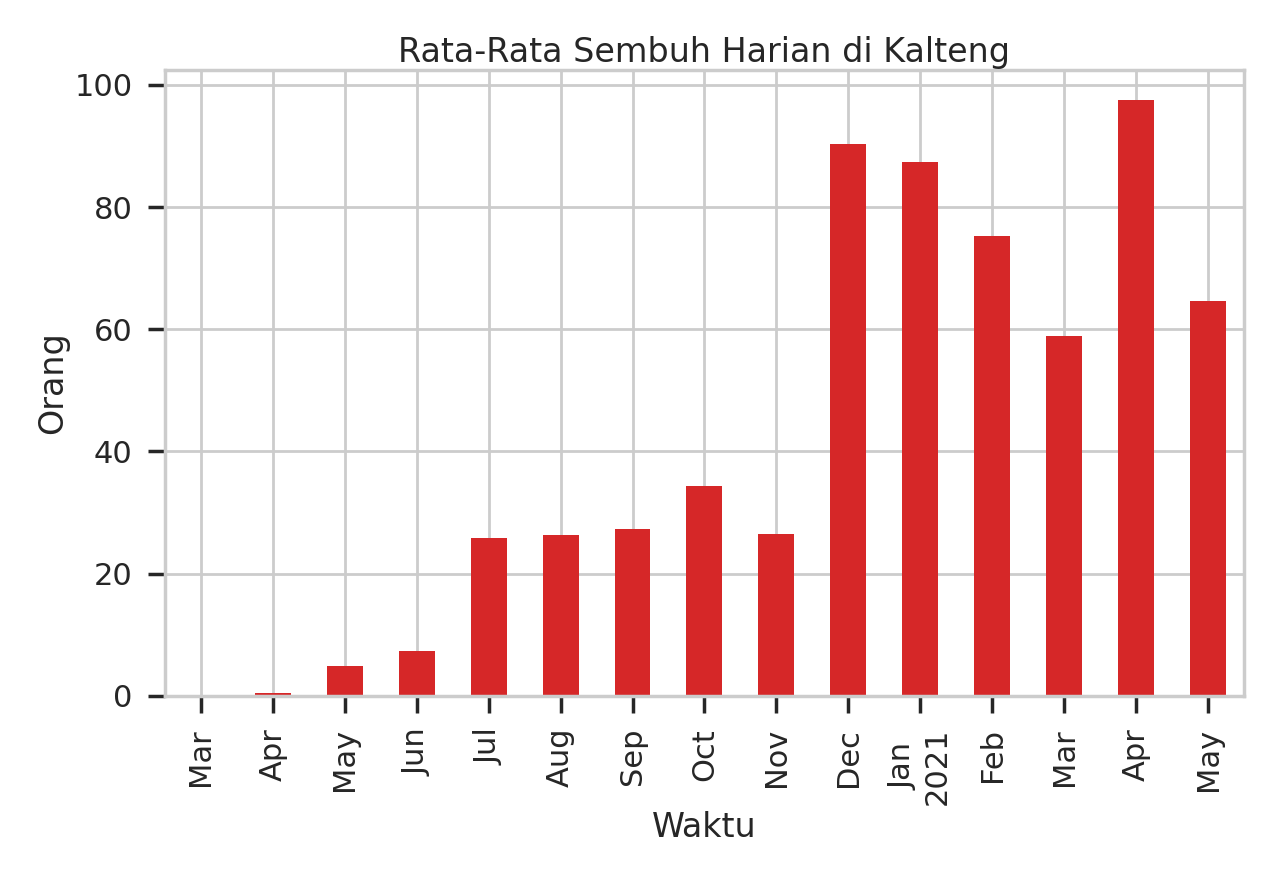 Rata-Rata Sembuh Harian di Kalteng
100
80
60
40
20
0
Orang
Mar
Apr
May
Jun
Jul
Aug
Sep
Oct
Nov
Dec
Jan
2021
Feb
Mar
Apr
May
Waktu